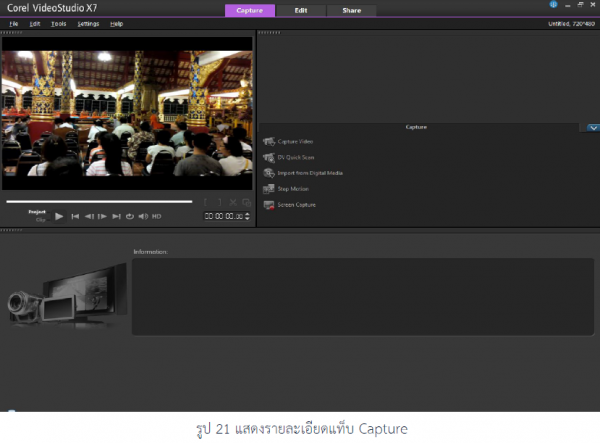 Corel VideoStudio X7
Capture Edit Share
File Edit Tools Settings Help
Untitled, 720*480
Capture
Capture Video
DV Quick Scan
Import from Digital Media
Stop Motion
Screen Capture
Project
Clip
HD
00:00:00.00
Information:
รูป 21 แสดงรายละเอียดแท็บ Capture